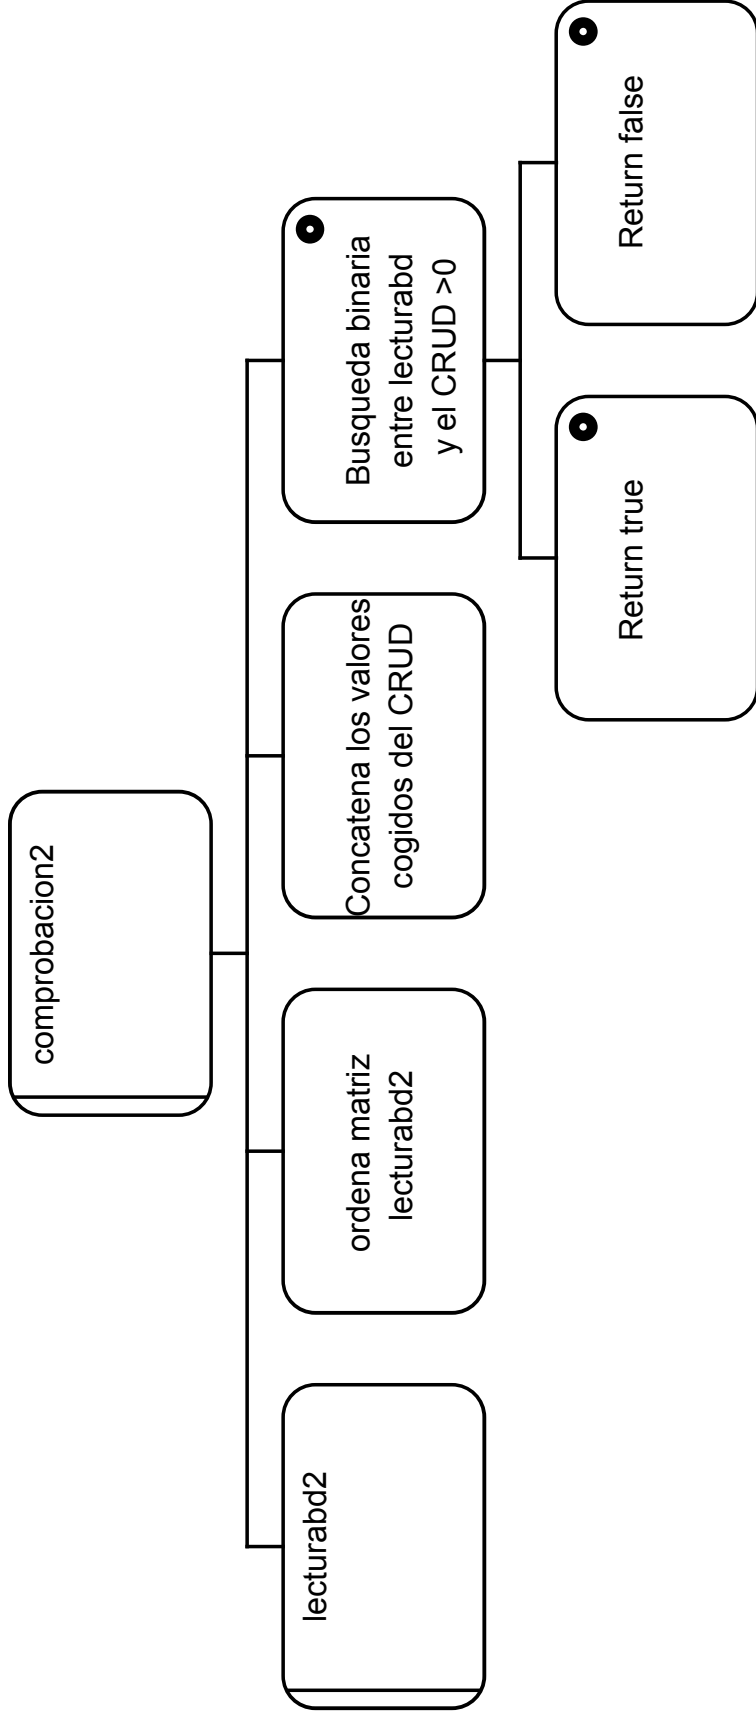 comprobacion2
lecturabd2
ordena matriz
lecturabd2
Concatena los valores
cogidos del CRUD
Busqueda binaria
entre lecturabd
y el CRUD >0
Return true
Return false